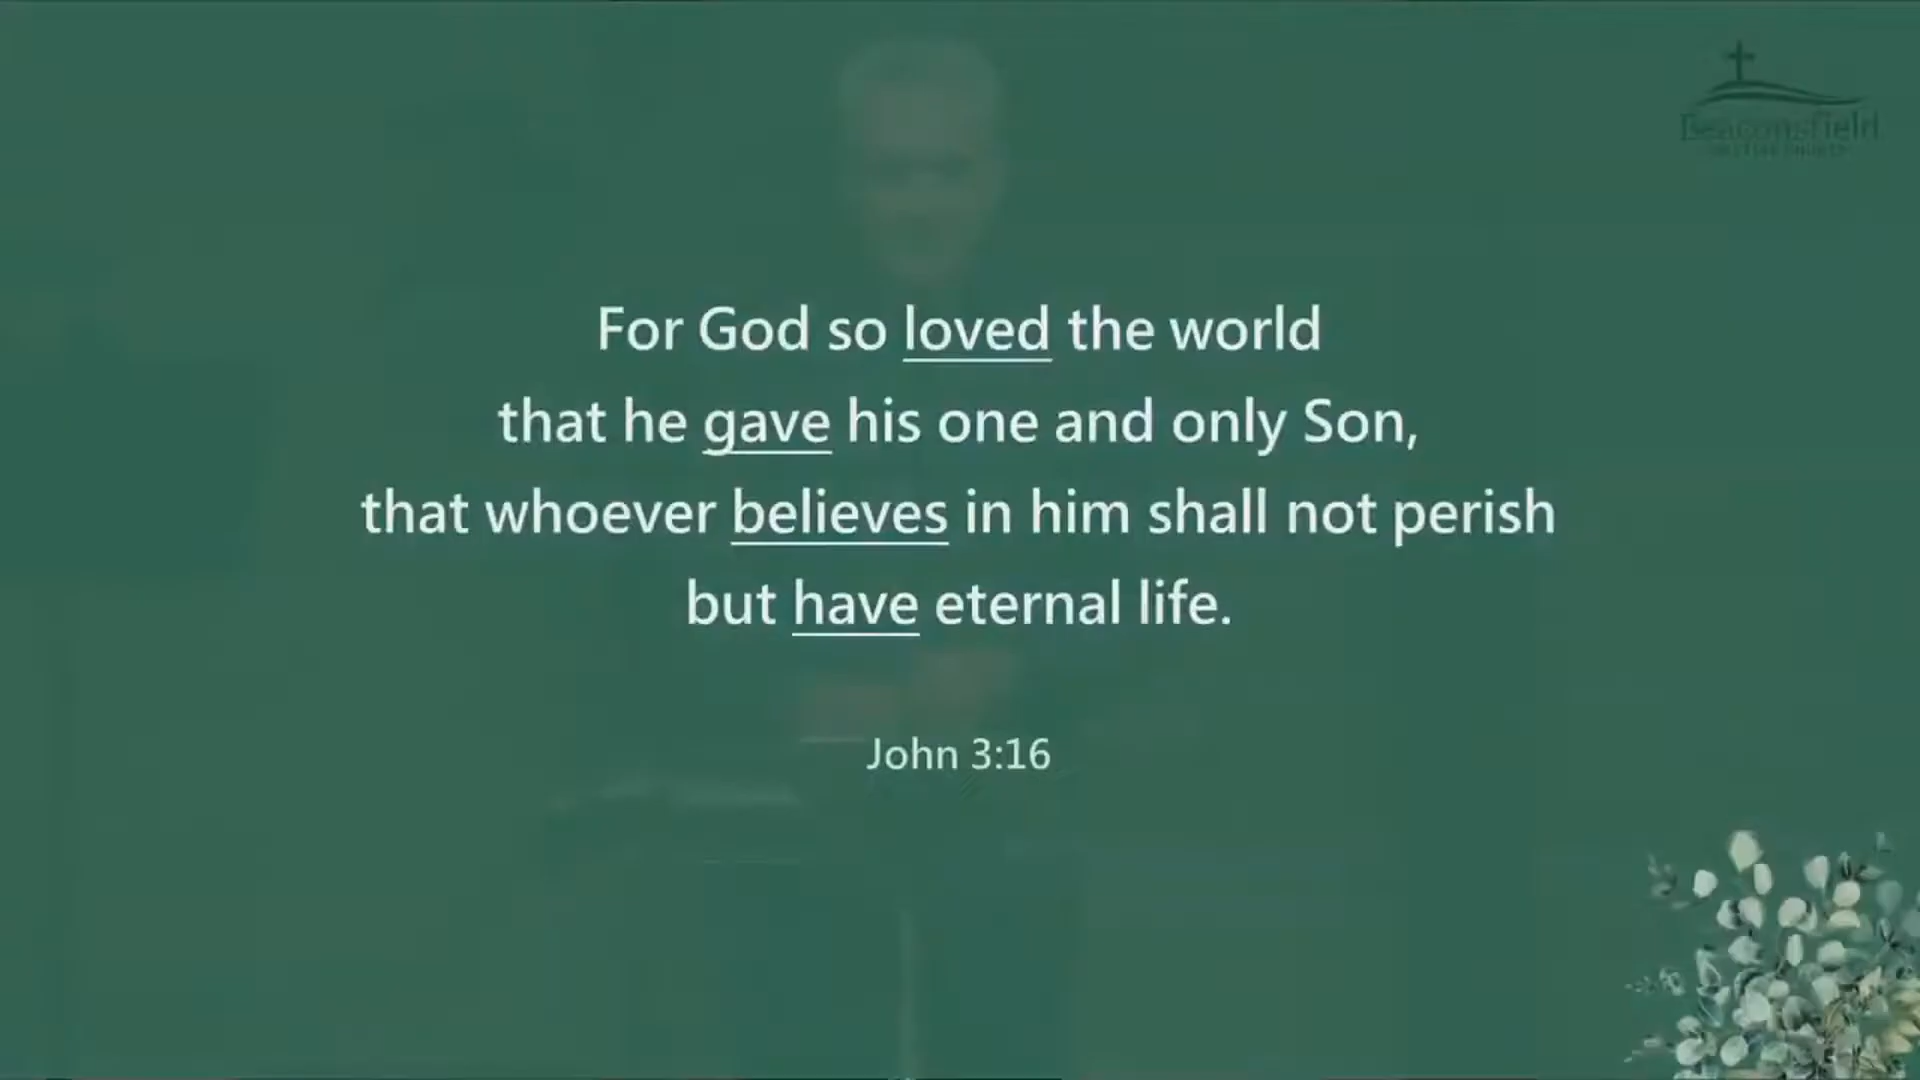 Beaconsfield
For God so loved the world
that he gave his one and only Son,
that whoever believes in him shall not perish
but have eternal life.
John 3:16